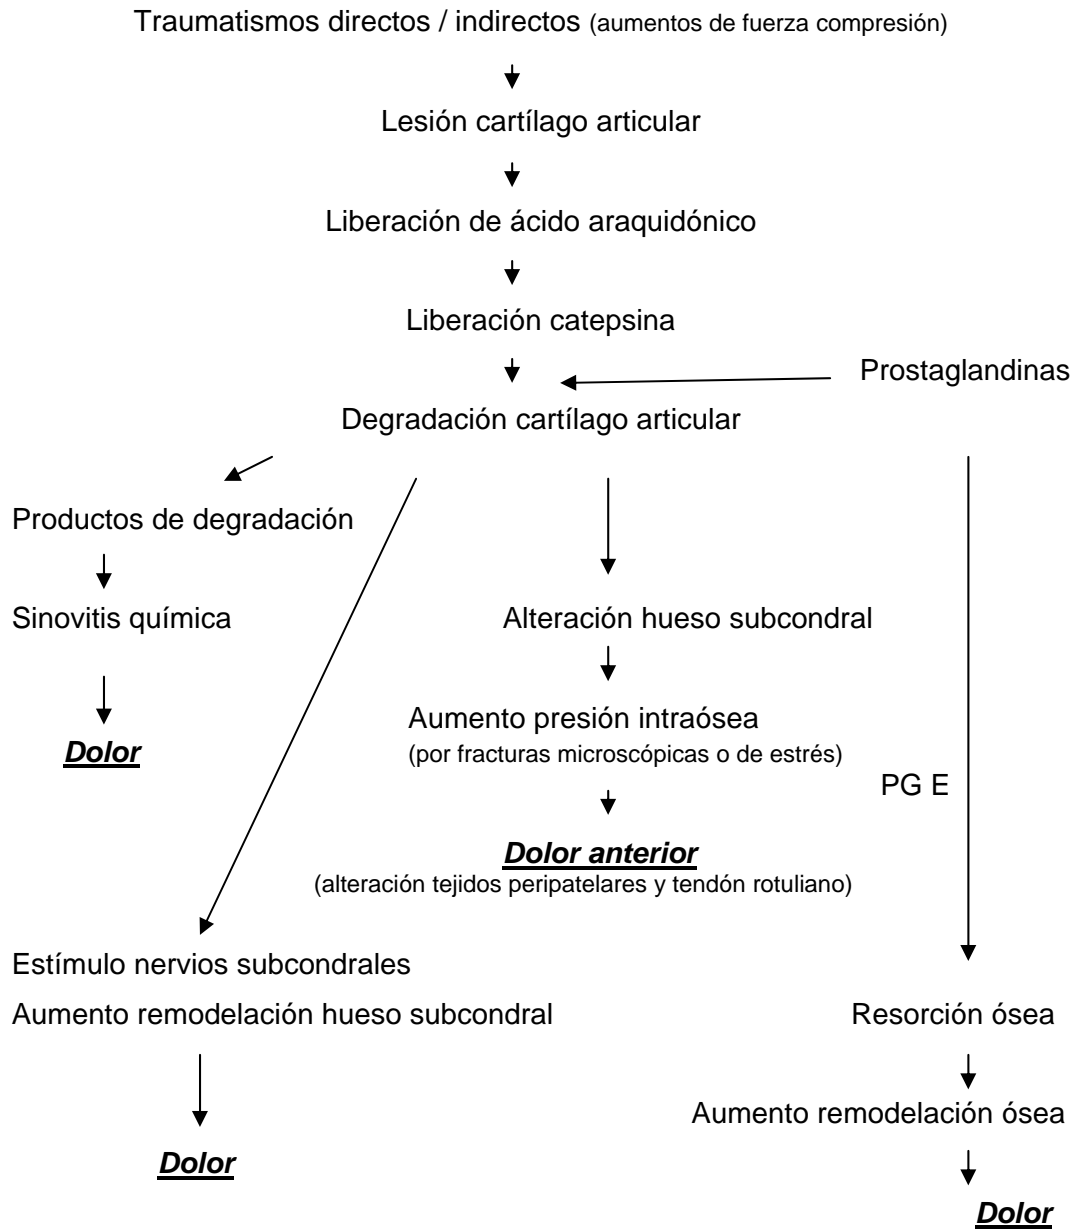 Traumatismos directos / indirectos (aumentos de fuerza compresión)
Lesión cartílago articular
Liberación de ácido araquidónico
Liberación catepsina
Prostaglandinas
Degradación cartílago articular
Productos de degradación
Sinovitis química
Alteración hueso subcondral
Aumento presión intraósea
Dolor
(por fracturas microscópicas o de estrés)
PG E
Dolor anterior
(alteración tejidos peripatelares y tendón rotuliano)
Estímulo nervios subcondrales
Aumento remodelación hueso subcondral
Resorción ósea
Aumento remodelación ósea
Dolor
Dolor